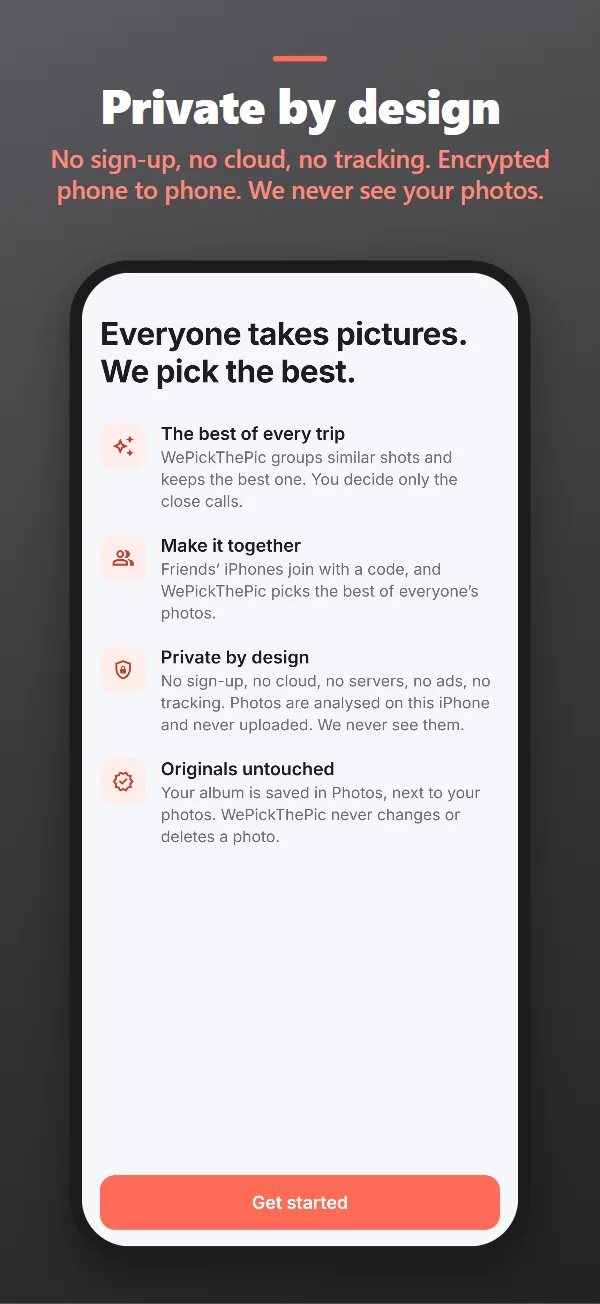 Private by design
No sign-up, no cloud, no tracking. Encrypted
phone to phone. We never see your photos.
Everyone takes pictures.
We pick the best.
The best of every trip
WePickThePic groups similar shots and
keeps the best one. You decide only the
close calls.
Make it together
Friends’ iPhones join with a code, and
WePickThePic picks the best of everyone’s
photos.
Private by design
No sign-up, no cloud, no servers, no ads, no
tracking. Photos are analysed on this iPhone
and never uploaded. We never see them.
Originals untouched
Your album is saved in Photos, next to your
photos. WePickThePic never changes or
deletes a photo.
Get started